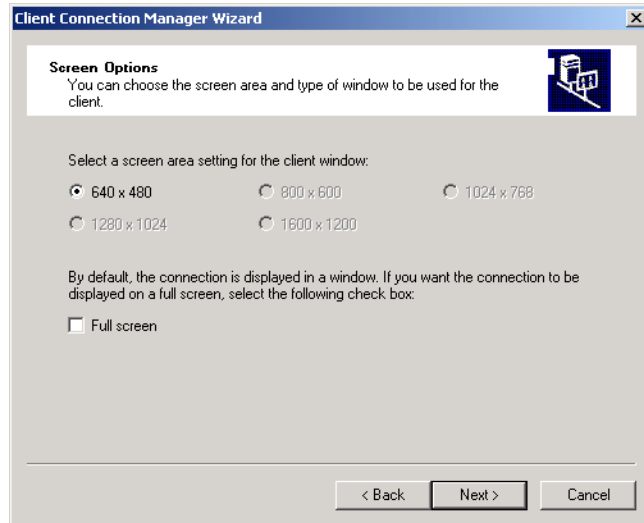 Client Connection Manager Wizard
Screen Options
You can choose the screen area and type of window to be used for the
client.
Select a screen area setting for the client window:
640 x 480 800 x 600 1024 x 768
1280 x 1024 1600 x 1200
By default, the connection is displayed in a window. If you want the connection to be
displayed on a full screen, select the following check box:
Full screen
< Back Next > Cancel